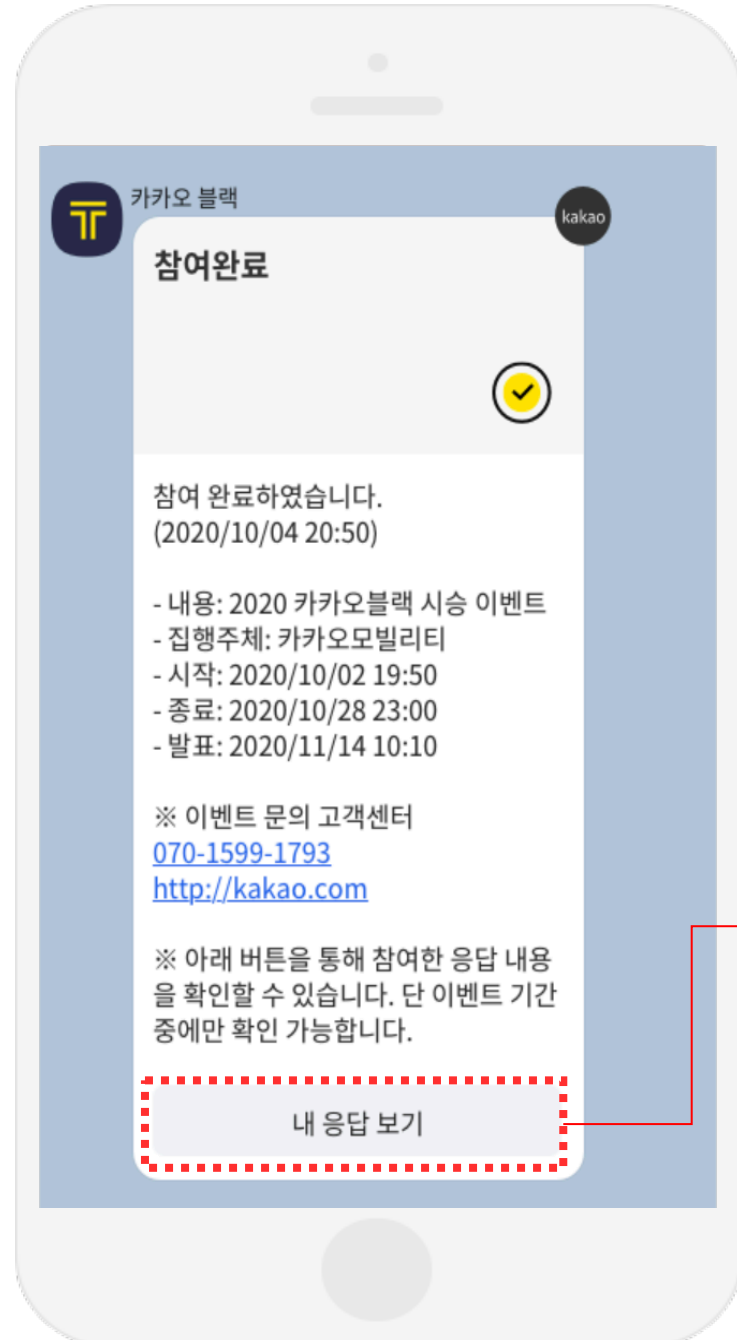 카카오 블랙
kakao
참여완료
참여 완료하였습니다.
(2020/10/04 20:50)
- 내용: 2020 카카오블랙 시승 이벤트
- 집행주체: 카카오모빌리티
- 시작: 2020/10/02 19:50
- 종료: 2020/10/28 23:00
- 발표: 2020/11/14 10:10
※ 이벤트 문의 고객센터
070-1599-1793
http://kakao.com
※ 아래 버튼을 통해 참여한 응답 내용
을 확인할 수 있습니다. 단 이벤트 기간
중에만 확인 가능합니다.
내 응답 보기